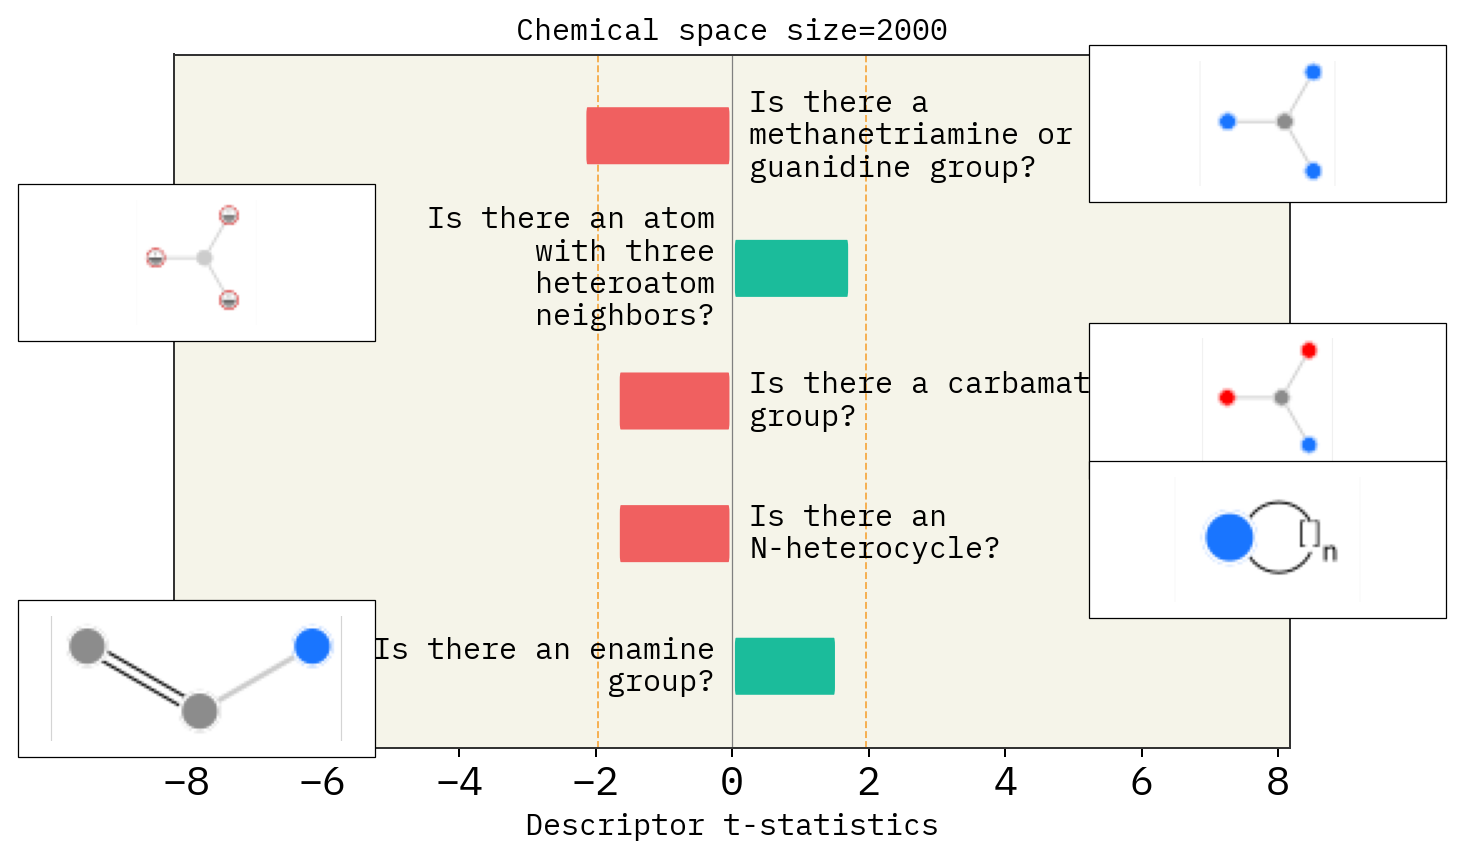 Chemical space size=2000
Is there a
methanetriamine or
guanidine group?
Is there an atom
with three
heteroatom
neighbors?
Is there a carbamat
group?
Is there an
N-heterocycle?
[]n
Is there an enamine
group?
−8 −6 −4 −2 0 2 4 6 8
Descriptor t-statistics